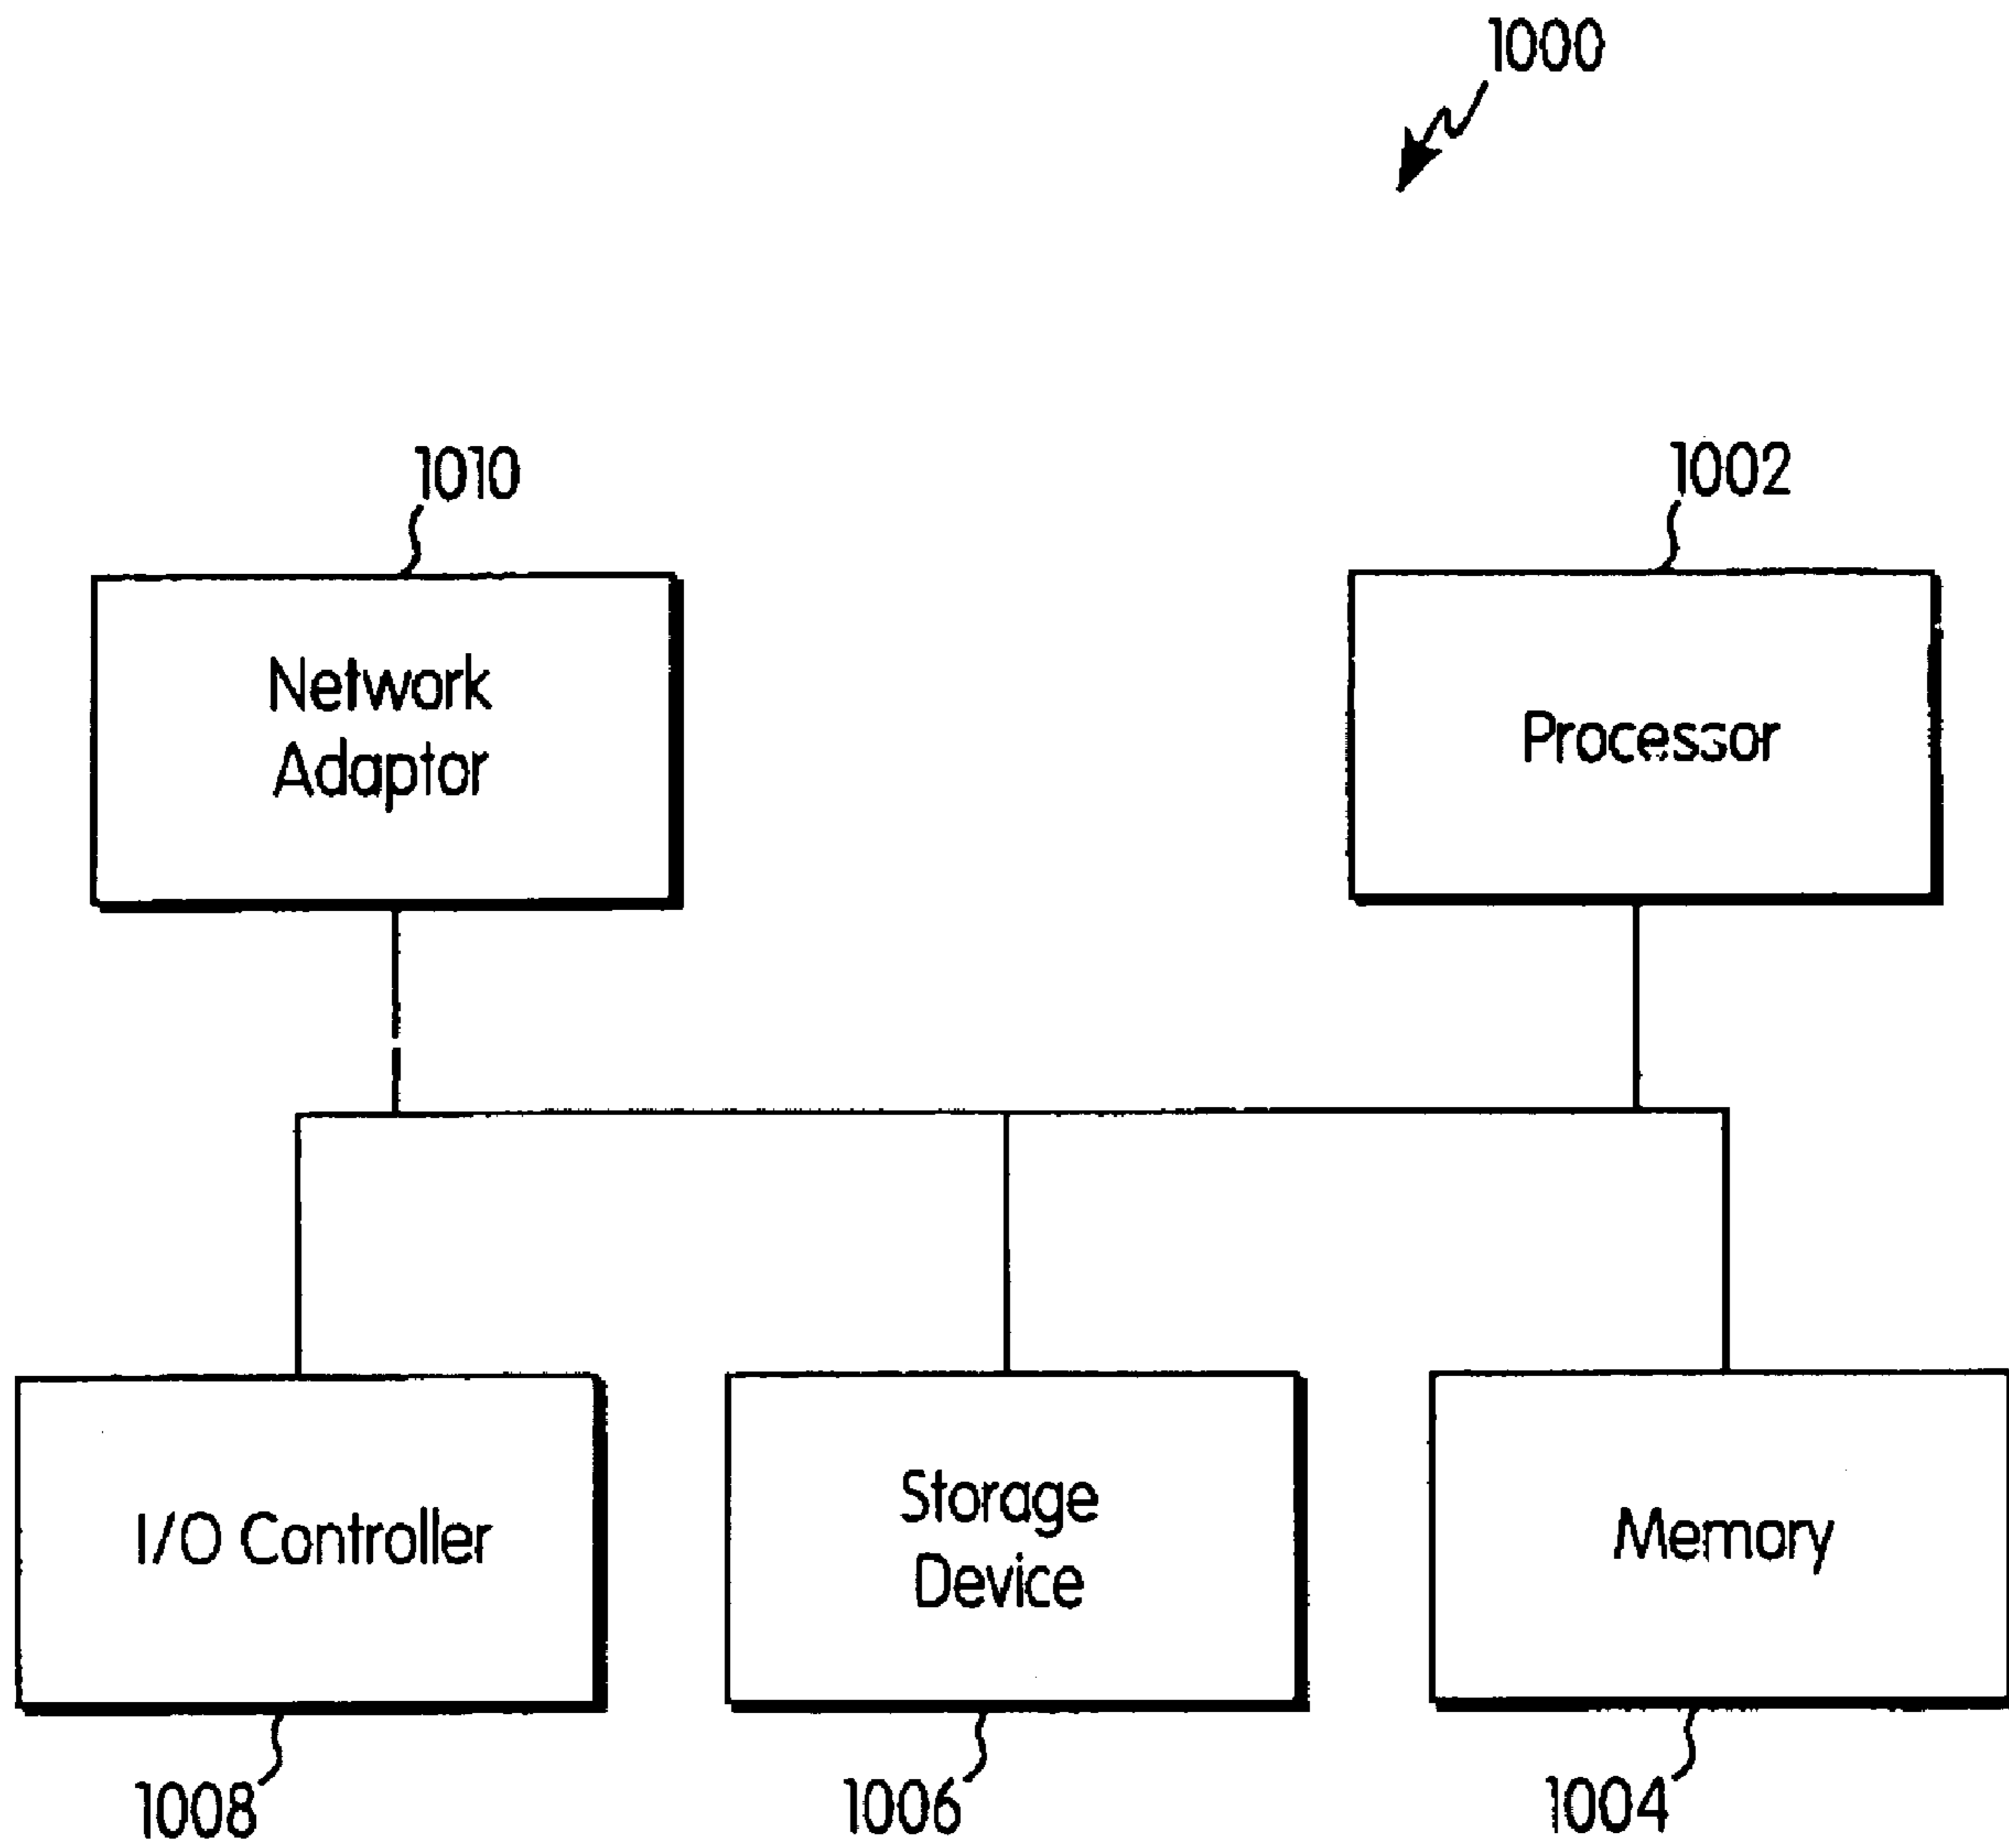 1000
1010
1002
Network
Adaptor
Processor
I/O Controller
Storage
Device
Memory
1008
1006
1004